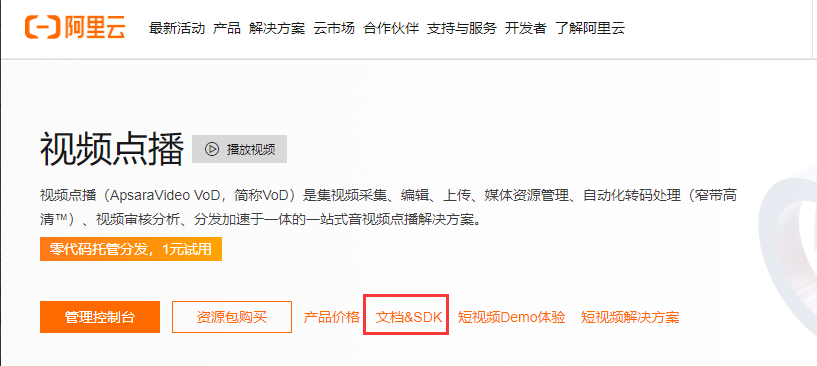 阿里云 最新活动 产品 解决方案 云市场 合作伙伴 支持与服务 开发者 了解阿里云
视频点播 播放视频
视频点播（ApsaraVideo VoD，简称VoD）是集视频采集、编辑、上传、媒体资源管理、自动化转码处理（窄带高
清™）、视频审核分析、分发加速于一体的一站式音视频点播解决方案。
零代码托管分发，1元试用
管理控制台 资源包购买 产品价格 文档&SDK 短视频Demo体验 短视频解决方案